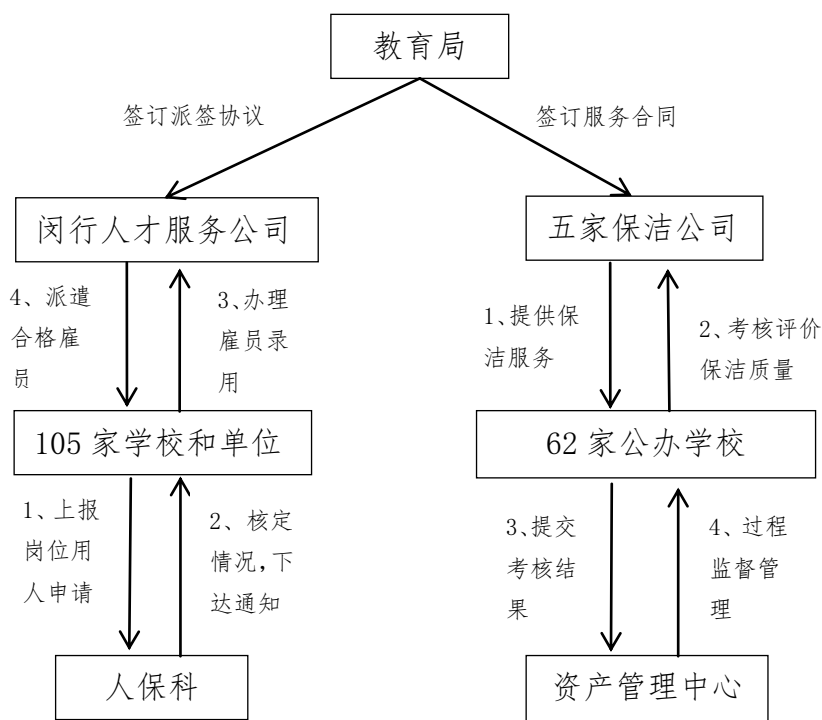 教育局
签订派签协议
签订服务合同
闵行人才服务公司
五家保洁公司
4、派遣
合格雇
员
3、办理
雇员录
用
1、提供保
洁服务
2、考核评价
保洁质量
105 家学校和单位
62 家公办学校
1、上报
岗位用
人申请
2、核定
情况,下
达通知
3、提交
考核结
果
4、过程
监督管
理
人保科
资产管理中心